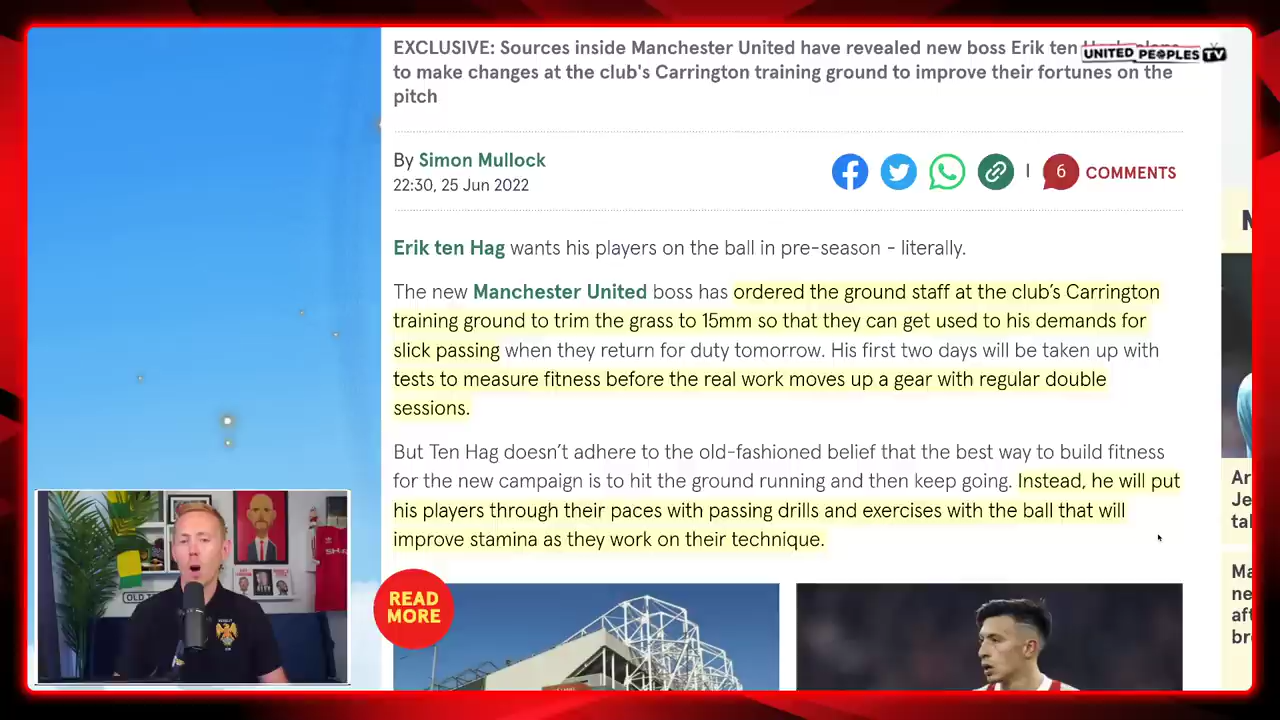 EXCLUSIVE: Sources inside Manchester United have revealed new boss Erik ten
UNITED PEOPLES TV
to make changes at the club's Carrington training ground to improve their fortunes on the
pitch
By Simon Mullock
22:30, 25 Jun 2022
6 COMMENTS
Erik ten Hag wants his players on the ball in pre-season - literally.
The new Manchester United boss has ordered the ground staff at the club's Carrington
training ground to trim the grass to 15mm so that they can get used to his demands for
slick passing when they return for duty tomorrow. His first two days will be taken up with
tests to measure fitness before the real work moves up a gear with regular double
sessions.
But Ten Hag doesn't adhere to the old-fashioned belief that the best way to build fitness
for the new campaign is to hit the ground running and then keep going. Instead, he will put
his players through their paces with passing drills and exercises with the ball that will
improve stamina as they work on their technique.
READ
MORE
M
Ar
Je
tal
Ma
ne
aft
bro
OLD
SHAR